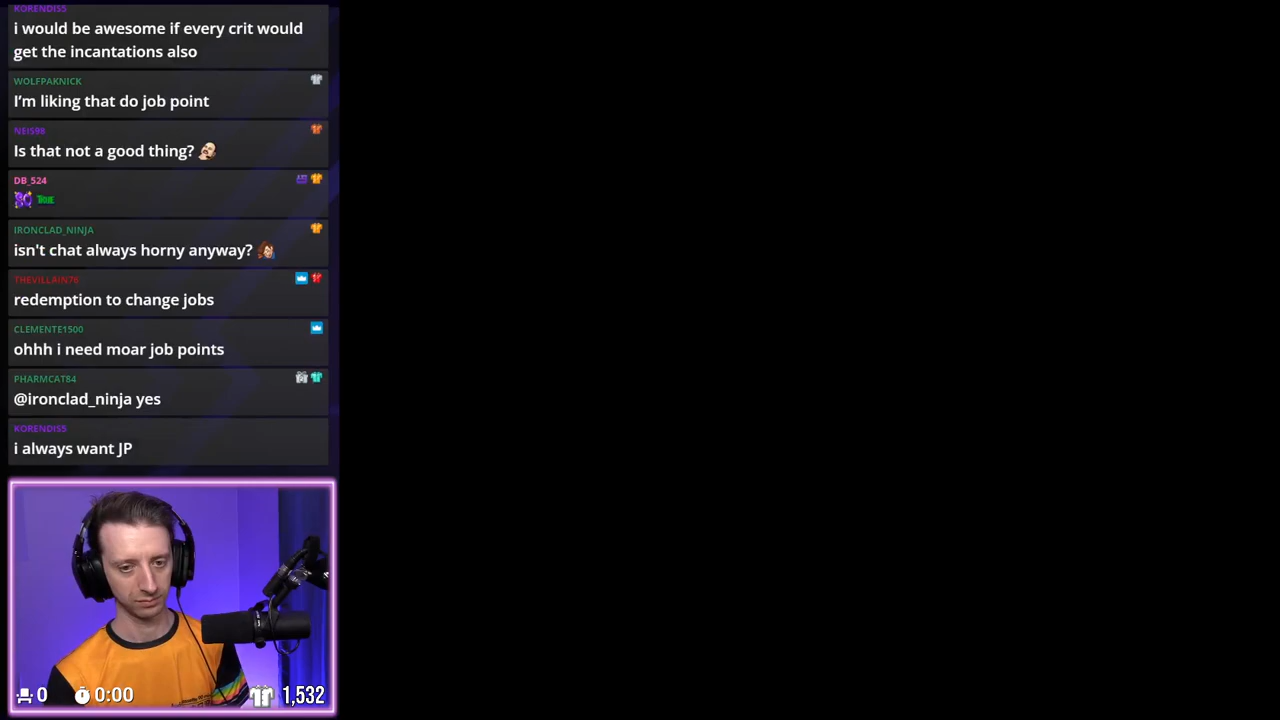 KORENDIS5
i would be awesome if every crit would
get the incantations also
WOLFPAKNICK
I'm liking that do job point
NEIS98
Is that not a good thing?
DB_524
TRUE
IRONCLAD_NINJA
isn't chat always horny anyway?
THEVILLAIN76
redemption to change jobs
CLEMENTE1500
ohhh i need moar job points
PHARMCAT84
@ironclad_ninja yes
KORENDIS5
i always want JP
0 0:00 1,532